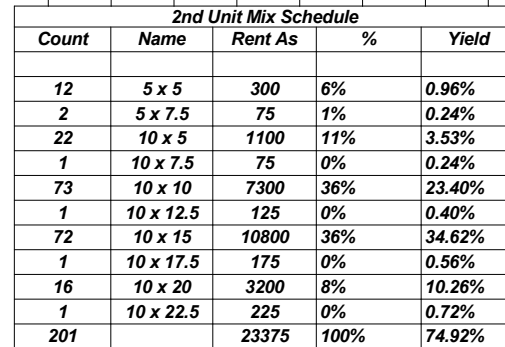 2nd Unit Mix Schedule
Count Name Rent As % Yield
12 5 x 5 300 6% 0.96%
2 5 x 7.5 75 1% 0.24%
22 10 x 5 1100 11% 3.53%
1 10 x 7.5 75 0% 0.24%
73 10 x 10 7300 36% 23.40%
1 10 x 12.5 125 0% 0.40%
72 10 x 15 10800 36% 34.62%
1 10 x 17.5 175 0% 0.56%
16 10 x 20 3200 8% 10.26%
1 10 x 22.5 225 0% 0.72%
201 23375 100% 74.92%